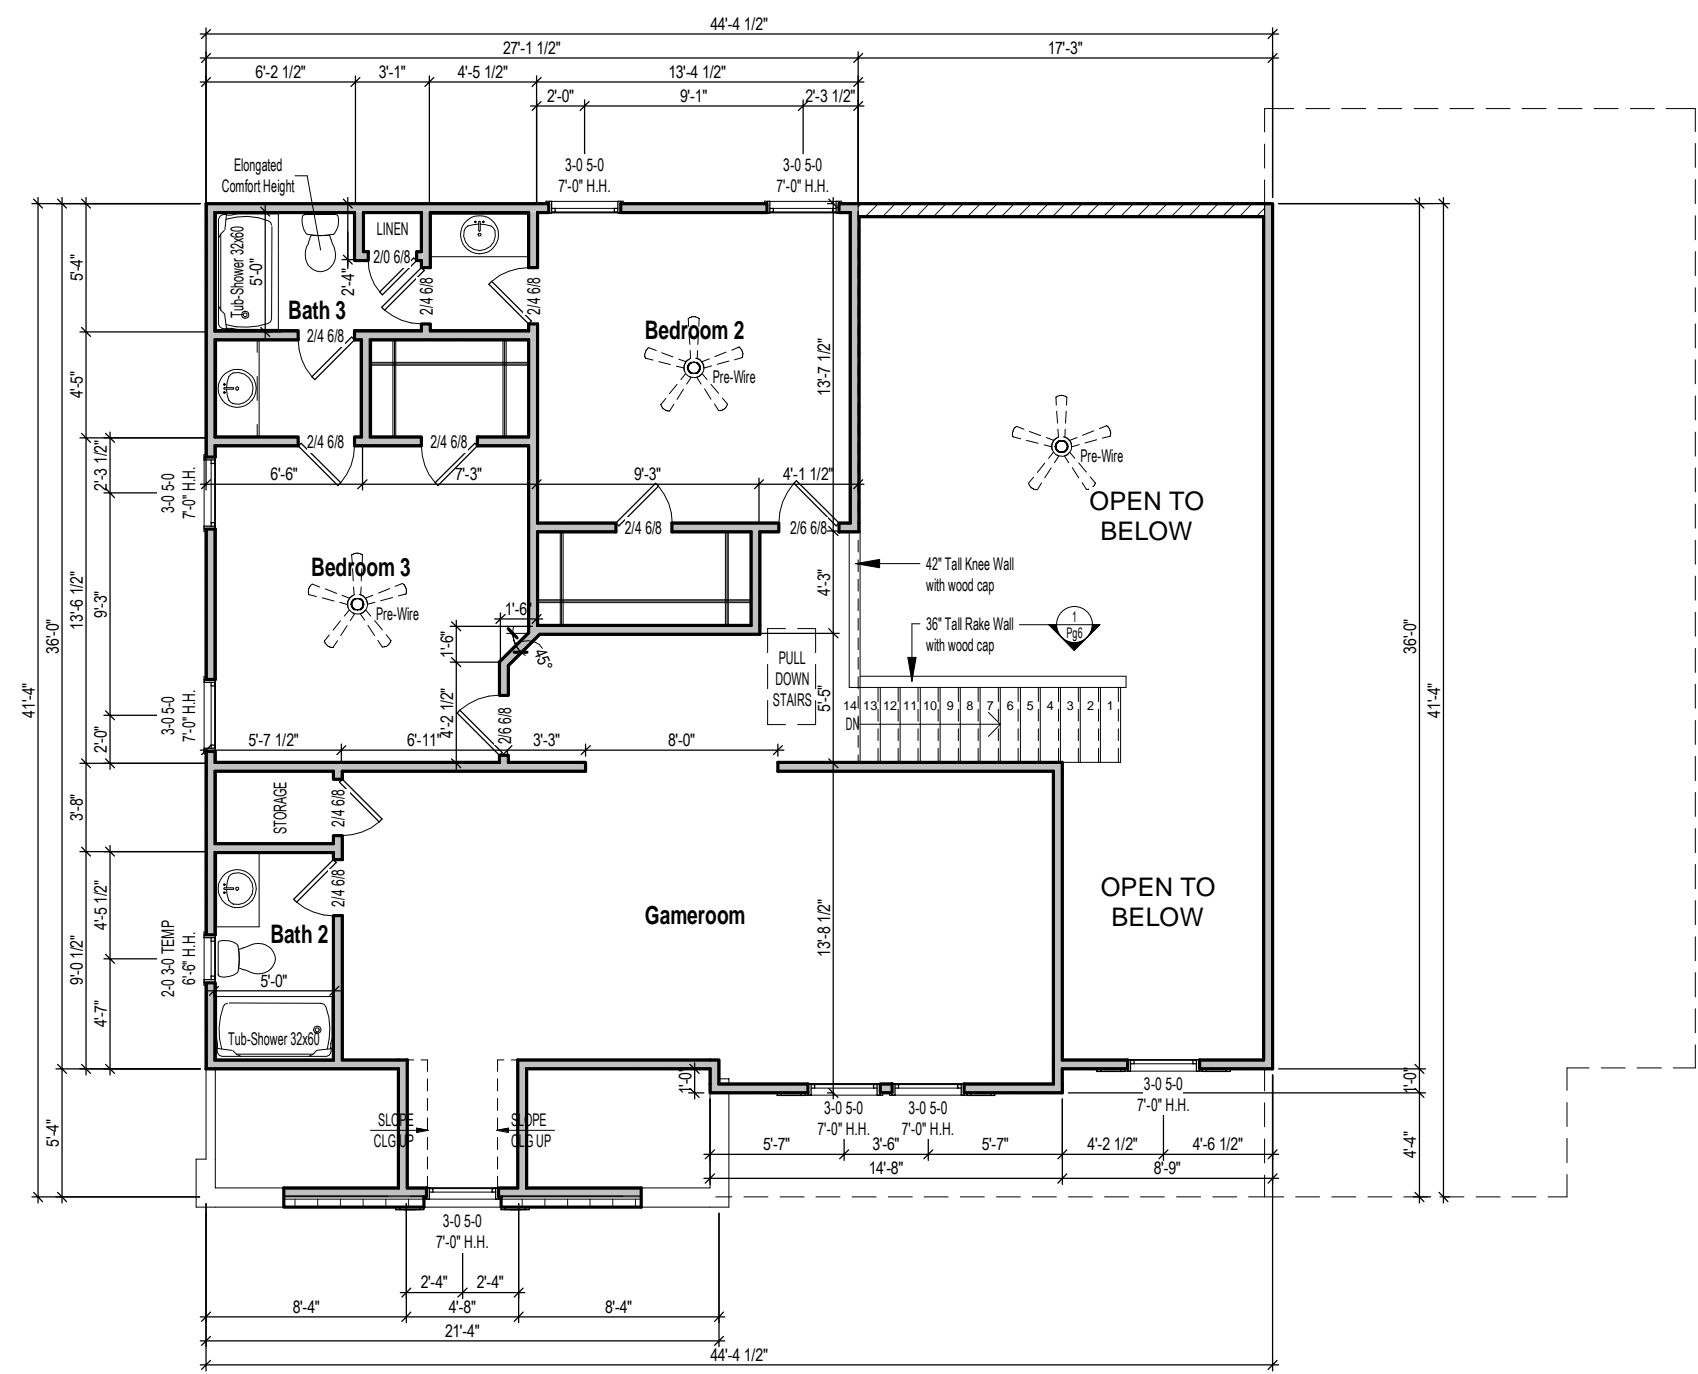 44'-4 1/2"
27'-1 1/2"
17'-3"
6'-2 1/2"
3'-1"
4'-5 1/2"
13'-4 1/2"
2'-0"
9'-1"
2'-3 1/2"
Elongated
Comfort Height
3-0 5-0
7'-0" H.H.
3-0 5-0
7'-0" H.H.
LINEN
2/0 6/8
Tub-Shower 32x60
5'-0"
2'-4"
Bath 3
2/4 6/8
2/4 6/8
2/4 6/8
5'-4"
4'-5"
Bedroom 2
Pre-Wire
13'-7 1/2"
Pre-Wire
OPEN TO
BELOW
2/4 6/8
2/4 6/8
6'-6"
7'-3"
9'-3"
4'-1 1/2"
2/4 6/8
2/6 6/8
2'-3 1/2"
3-0 5-0
7'-0" H.H.
13'-6 1/2"
9'-3"
36'-0"
41'-4"
Bedroom 3
Pre-Wire
1'-6"
1'-6"
45°
4'-3"
42" Tall Knee Wall
with wood cap
36" Tall Rake Wall
with wood cap
1
Pg6
36'-0"
41'-4"
PULL
DOWN
STAIRS
5'-5"
14 13 12 11 10 9 8 7 6 5 4 3 2 1
DN
3-0 5-0
7'-0" H.H.
2'-0"
4'-2 1/2"
2/6 6/8
5'-7 1/2"
6'-11"
3'-3"
8'-0"
3'-8"
STORAGE
2/4 6/8
2/4 6/8
4'-5 1/2"
9'-0 1/2"
4'-7"
2-0 3-0 TEMP
6'-6" H.H.
Bath 2
5'-0"
Tub-Shower 32x60
Gameroom
13'-8 1/2"
OPEN TO
BELOW
1'-0"
1'-0"
3-0 5-0
7'-0" H.H.
3-0 5-0
7'-0" H.H.
3-0 5-0
7'-0" H.H.
SLOPE
CLG UP
SLOPE
CLG UP
5'-4"
4'-4"
5'-7"
3'-6"
5'-7"
4'-2 1/2"
4'-6 1/2"
14'-8"
8'-9"
3-0 5-0
7'-0" H.H.
2'-4"
2'-4"
8'-4"
4'-8"
8'-4"
21'-4"
44'-4 1/2"